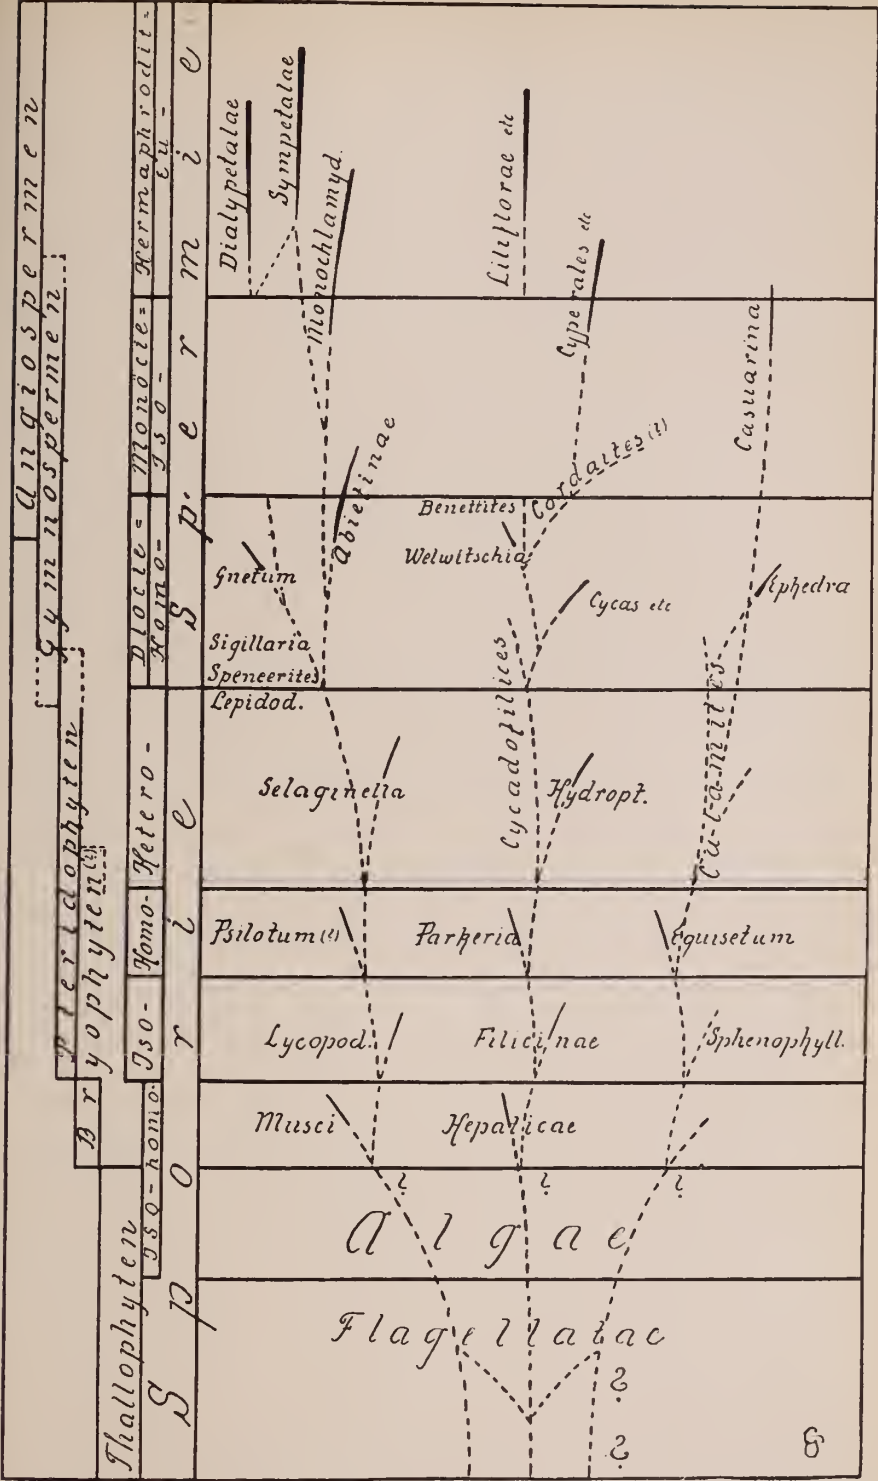 Angiospermen
Gymnospermen
Pteridophyten
Bryophyten (?)
Thallophyten
Hermaphrodit-
Eu-
Monöcie=
Iso-
Diöcie=
Homo-
Hetero-
Homo-
Iso-
Iso-homo
Spermie
Sporie
Dialypetalae
Sympetalae
Monochlamyd.
Liliflorae etc
Cyperales etc
Casuarina
Abietinae
Cordaites (?)
Benettites
Welwitschia
Gnetum
Cycas etc
Ephedra
Sigillaria
Spencerites
Lepidod.
Selaginella
Cycadofilices
Hydropt.
Calamites
Psilotum (?)
Parkeria
Equisetum
Lycopod.
Filicinae
Sphenophyll.
Musci
Hepaticae
? ? ?
Algae
Flagellatae
?
?
8